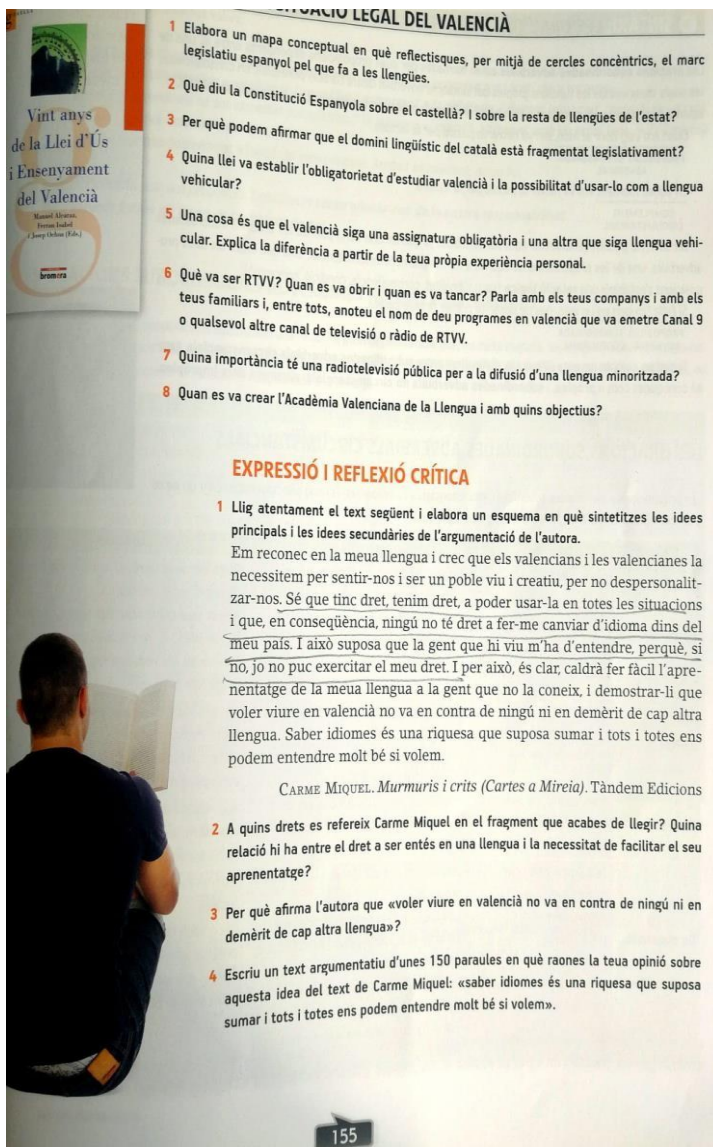 SITUACIÓ LEGAL DEL VALENCIÀ
1 Elabora un mapa conceptual en què reflectisques, per mitjà de cercles concèntrics, el marc
legislatiu espanyol pel que fa a les llengües.
2 Què diu la Constitució Espanyola sobre el castellà? I sobre la resta de llengües de l'estat?
3 Per què podem afirmar que el domini lingüístic del català està fragmentat legislativament?
4 Quina llei va establir l'obligatorietat d'estudiar valencià i la possibilitat d'usar-lo com a llengua
vehicular?
5 Una cosa és que el valencià siga una assignatura obligatòria i una altra que siga llengua vehi-
cular. Explica la diferència a partir de la teua pròpia experiència personal.
6 Què va ser RTVV? Quan es va obrir i quan es va tancar? Parla amb els teus companys i amb els
teus familiars i, entre tots, anoteu el nom de deu programes en valencià que va emetre Canal 9
o qualsevol altre canal de televisió o ràdio de RTVV.
7 Quina importància té una radiotelevisió pública per a la difusió d'una llengua minoritzada?
8 Quan es va crear l'Acadèmia Valenciana de la Llengua i amb quins objectius?
Vint anys
de la Llei d'Ús
i Ensenyament
del Valencià
Manuel Alcaraz,
Ferran Isabel
i Josep Ochoa (Eds.)
bromera
EXPRESSIÓ I REFLEXIÓ CRÍTICA
1 Llig atentament el text següent i elabora un esquema en què sintetitzes les idees
principals i les idees secundàries de l'argumentació de l'autora.
Em reconec en la meua llengua i crec que els valencians i les valencianes la
necessitem per sentir-nos i ser un poble viu i creatiu, per no despersonalit-
zar-nos. Sé que tinc dret, tenim dret, a poder usar-la en totes les situacions
i que, en conseqüència, ningú no té dret a fer-me canviar d'idioma dins del
meu país. I això suposa que la gent que hi viu m'ha d'entendre, perquè, si
no, jo no puc exercitar el meu dret. I per això, és clar, caldrà fer fàcil l'apre-
nentatge de la meua llengua a la gent que no la coneix, i demostrar-li que
voler viure en valencià no va en contra de ningú ni en demèrit de cap altra
llengua. Saber idiomes és una riquesa que suposa sumar i tots i totes ens
podem entendre molt bé si volem.
CARME MIQUEL. Murmuris i crits (Cartes a Mireia). Tàndem Edicions
2 A quins drets es refereix Carme Miquel en el fragment que acabes de llegir? Quina
relació hi ha entre el dret a ser entés en una llengua i la necessitat de facilitar el seu
aprenentatge?
3 Per què afirma l'autora que «voler viure en valencià no va en contra de ningú ni en
demèrit de cap altra llengua»?
4 Escriu un text argumentatiu d'unes 150 paraules en què raones la teua opinió sobre
aquesta idea del text de Carme Miquel: «saber idiomes és una riquesa que suposa
sumar i tots i totes ens podem entendre molt bé si volem».
155